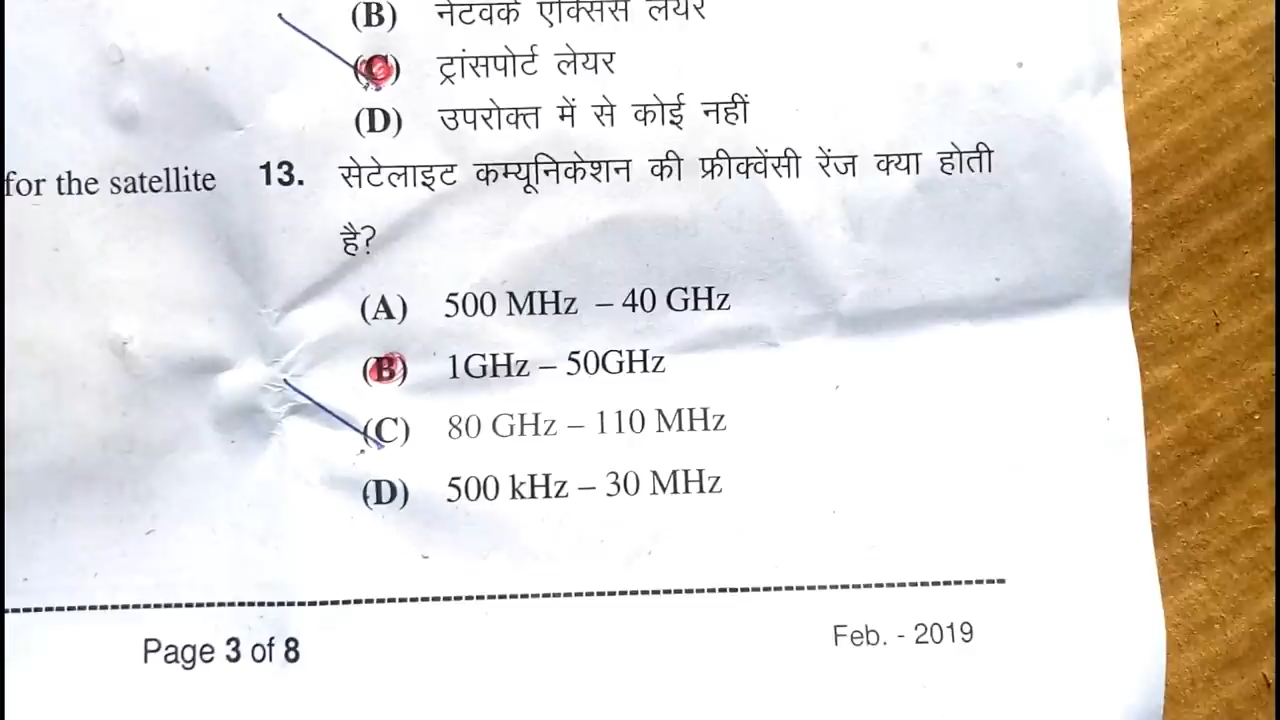 (B) नेटवर्क एक्सिस लेयर
(C) ट्रांसपोर्ट लेयर
(D) उपरोक्त में से कोई नहीं
for the satellite 13. सेटेलाइट कम्यूनिकेशन की फ्रीक्वेंसी रेंज क्या होती
है?
(A) 500 MHz – 40 GHz
(B) 1GHz – 50GHz
(C) 80 GHz – 110 MHz
(D) 500 kHz – 30 MHz
Page 3 of 8 Feb. - 2019